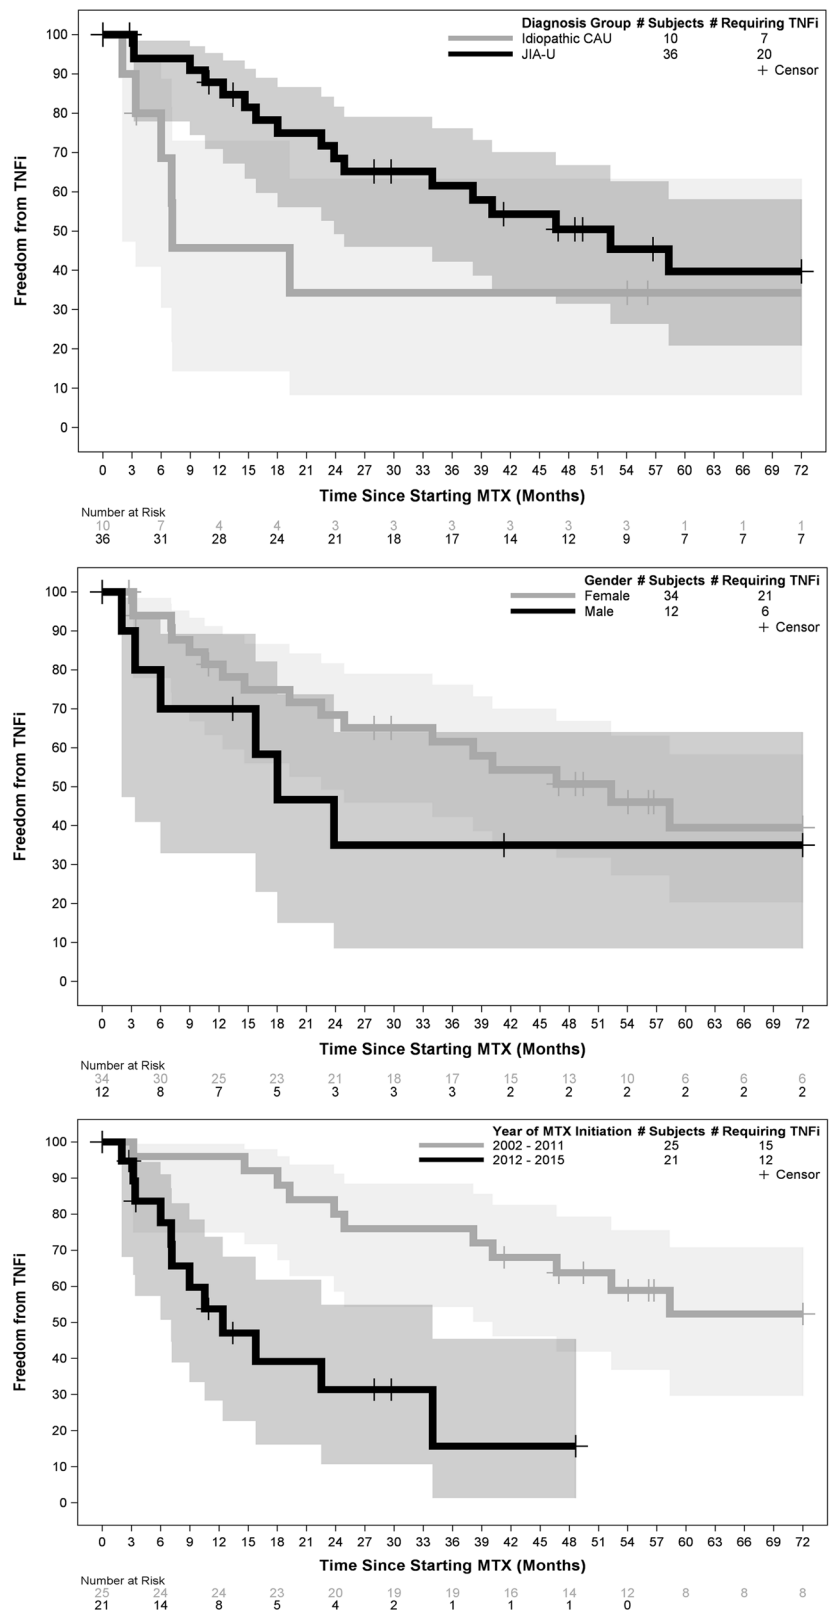 Diagnosis Group # Subjects # Requiring TNFi
Idiopathic CAU 10 7
JIA-U 36 20
+ Censor
100
90
80
70
60
50
40
30
20
10
0
Freedom from TNFi
0 3 6 9 12 15 18 21 24 27 30 33 36 39 42 45 48 51 54 57 60 63 66 69 72
Time Since Starting MTX (Months)
Number at Risk
10 7 4 4 3 3 3 3 3 3 1 1 1
36 31 28 24 21 18 17 14 12 9 7 7 7
Gender # Subjects # Requiring TNFi
Female 34 21
Male 12 6
+ Censor
100
90
80
70
60
50
40
30
20
10
0
Freedom from TNFi
0 3 6 9 12 15 18 21 24 27 30 33 36 39 42 45 48 51 54 57 60 63 66 69 72
Time Since Starting MTX (Months)
Number at Risk
34 30 25 23 21 18 17 15 13 10 6 6 6
12 8 7 5 3 3 3 2 2 2 2 2 2
Year of MTX Initiation # Subjects # Requiring TNFi
2002 - 2011 25 15
2012 - 2015 21 12
+ Censor
100
90
80
70
60
50
40
30
20
10
0
Freedom from TNFi
0 3 6 9 12 15 18 21 24 27 30 33 36 39 42 45 48 51 54 57 60 63 66 69 72
Time Since Starting MTX (Months)
Number at Risk
25 24 24 23 20 19 19 16 14 12 8 8 8
21 14 8 5 4 2 1 1 1 0